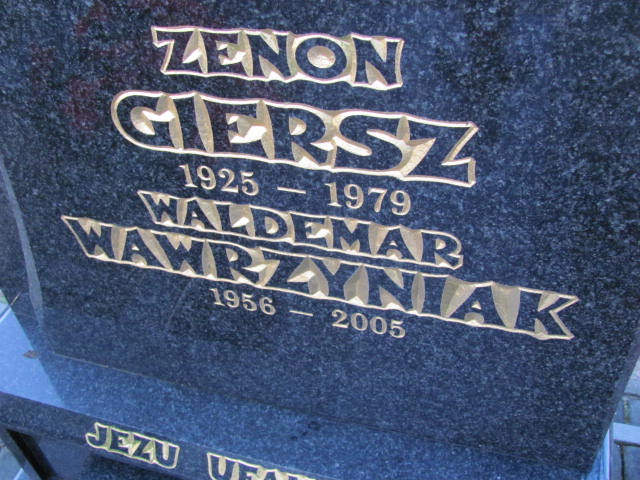 ZENON
GIERSZ
1925 — 1979
WALDEMAR
WAWRZYNIAK
1956 — 2005
JEZU